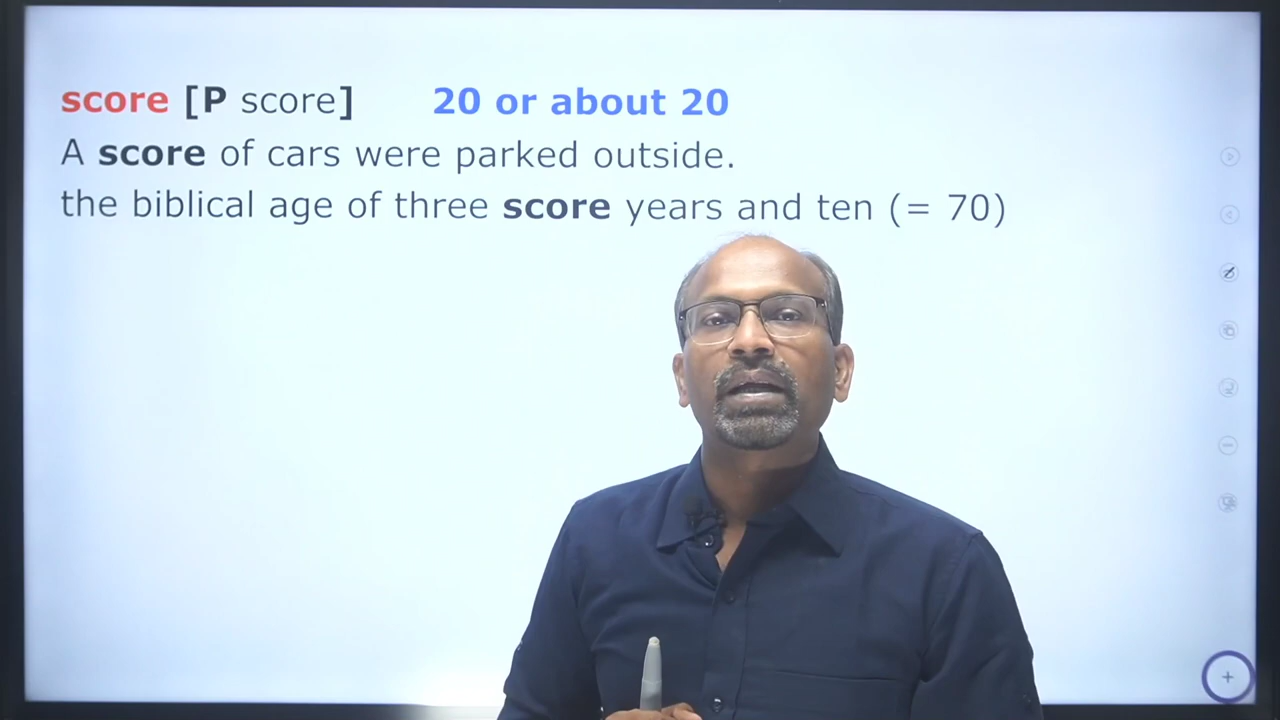 score [P score] 20 or about 20
A score of cars were parked outside.
the biblical age of three score years and ten (= 70)